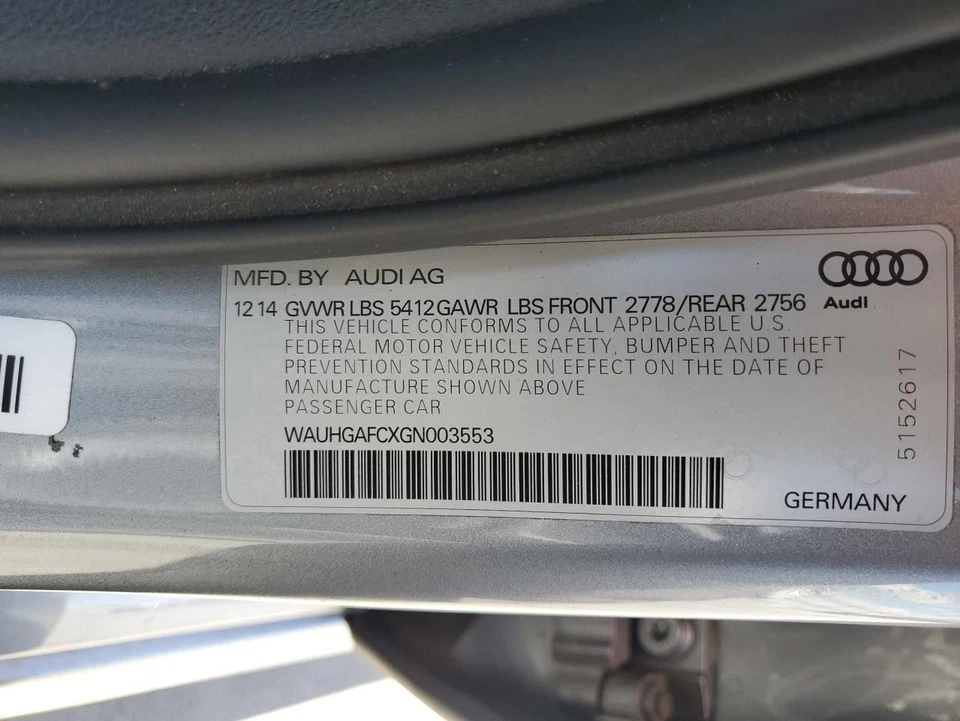 MFD. BY AUDI AG
12 14 GVWR LBS 5412 GAWR LBS FRONT 2778/REAR 2756
Audi
THIS VEHICLE CONFORMS TO ALL APPLICABLE U.S.
FEDERAL MOTOR VEHICLE SAFETY, BUMPER AND THEFT
PREVENTION STANDARDS IN EFFECT ON THE DATE OF
MANUFACTURE SHOWN ABOVE
PASSENGER CAR
WAUHGAFCXGN003553
5152617
GERMANY